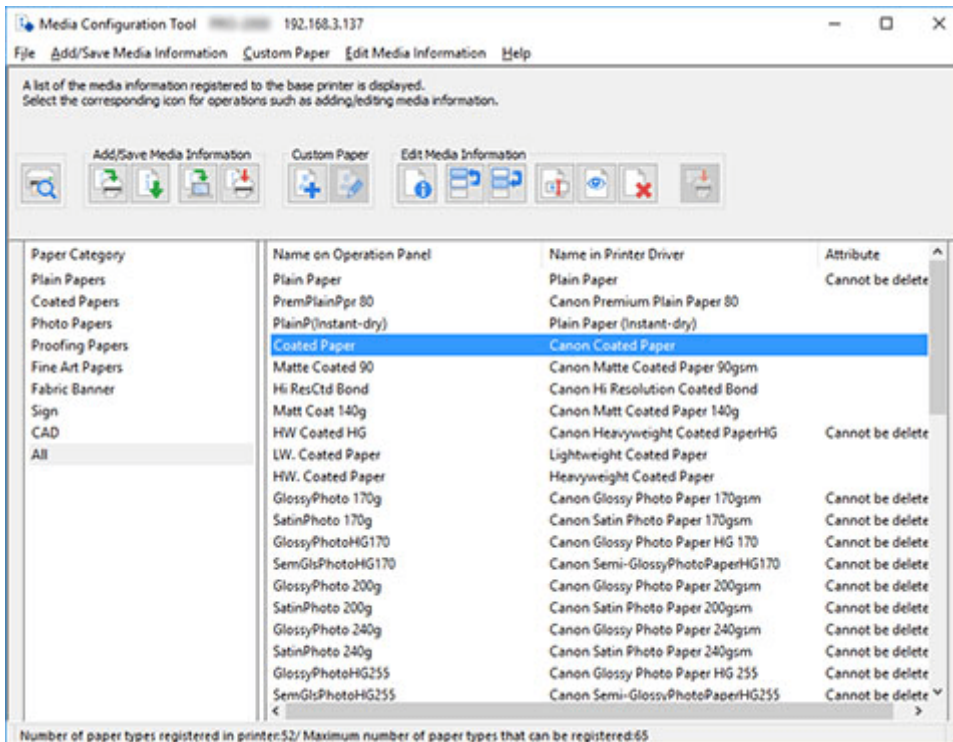 Media Configuration Tool 192.168.3.137
File Add/Save Media Information Custom Paper Edit Media Information Help
A list of the media information registered to the base printer is displayed.
Select the corresponding icon for operations such as adding/editing media information.
Add/Save Media Information Custom Paper Edit Media Information
Paper Category Name on Operation Panel Name in Printer Driver Attribute
Plain Papers Plain Paper Plain Paper Cannot be delete
Coated Papers PremPlainPpr 80 Canon Premium Plain Paper 80
Photo Papers PlainP(Instant-dry) Plain Paper (Instant-dry)
Proofing Papers Coated Paper Canon Coated Paper
Fine Art Papers Matte Coated 90 Canon Matte Coated Paper 90gsm
Fabric Banner Hi ResCtd Bond Canon Hi Resolution Coated Bond
Sign Matt Coat 140g Canon Matt Coated Paper 140g
CAD HW Coated HG Canon Heavyweight Coated PaperHG Cannot be delete
All LW. Coated Paper Lightweight Coated Paper
HW. Coated Paper Heavyweight Coated Paper
GlossyPhoto 170g Canon Glossy Photo Paper 170gsm Cannot be delete
SatinPhoto 170g Canon Satin Photo Paper 170gsm Cannot be delete
GlossyPhotoHG170 Canon Glossy Photo Paper HG 170 Cannot be delete
SemGlsPhotoHG170 Canon Semi-GlossyPhotoPaperHG170 Cannot be delete
GlossyPhoto 200g Canon Glossy Photo Paper 200gsm Cannot be delete
SatinPhoto 200g Canon Satin Photo Paper 200gsm Cannot be delete
GlossyPhoto 240g Canon Glossy Photo Paper 240gsm Cannot be delete
SatinPhoto 240g Canon Satin Photo Paper 240gsm Cannot be delete
GlossyPhotoHG255 Canon Glossy Photo Paper HG 255 Cannot be delete
SemGlsPhotoHG255 Canon Semi-GlossyPhotoPaperHG255 Cannot be delete
Number of paper types registered in printer:52/ Maximum number of paper types that can be registered:65